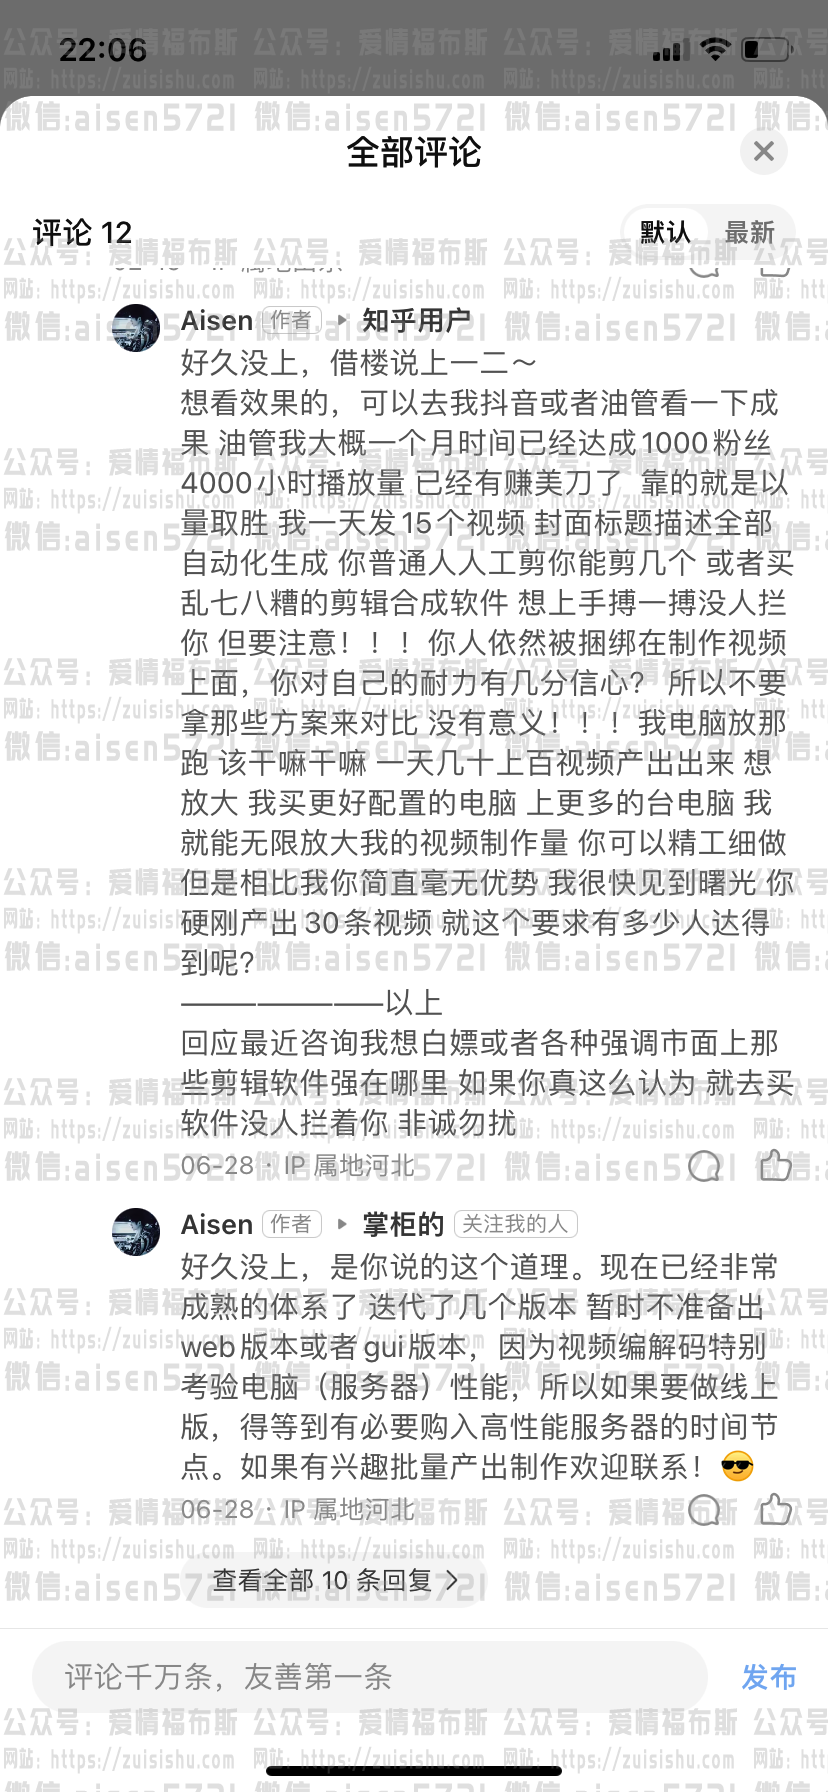 22:06
全部评论
评论 12
默认
最新
Aisen 作者 ▸ 知乎用户
好久没上，借楼说上一二～
想看效果的，可以去我抖音或者油管看一下成
果 油管我大概一个月时间已经达成1000粉丝
4000小时播放量 已经有赚美刀了 靠的就是以
量取胜 我一天发15个视频 封面标题描述全部
自动化生成 你普通人人工剪你能剪几个 或者买
乱七八糟的剪辑合成软件 想上手搏一搏没人拦
你 但要注意！！！你人依然被捆绑在制作视频
上面，你对自己的耐力有几分信心？ 所以不要
拿那些方案来对比 没有意义！！！我电脑放那
跑 该干嘛干嘛 一天几十上百视频产出出来 想
放大 我买更好配置的电脑 上更多的台电脑 我
就能无限放大我的视频制作量 你可以精工细做
但是相比我你简直毫无优势 我很快见到曙光 你
硬刚产出30条视频 就这个要求有多少人达得
到呢？
————————以上
回应最近咨询我想白嫖或者各种强调市面上那
些剪辑软件强在哪里 如果你真这么认为 就去买
软件没人拦着你 非诚勿扰
06-28 · IP 属地河北
Aisen 作者 ▸ 掌柜的 关注我的人
好久没上，是你说的这个道理。现在已经非常
成熟的体系了 迭代了几个版本 暂时不准备出
web版本或者gui版本，因为视频编解码特别
考验电脑（服务器）性能，所以如果要做线上
版，得等到有必要购入高性能服务器的时间节
点。如果有兴趣批量产出制作欢迎联系！😎
06-28 · IP 属地河北
查看全部 10 条回复 >
评论千万条，友善第一条
发布
公众号：爱情福布斯
网站：https://zuisishu.com
微信:aisen5721